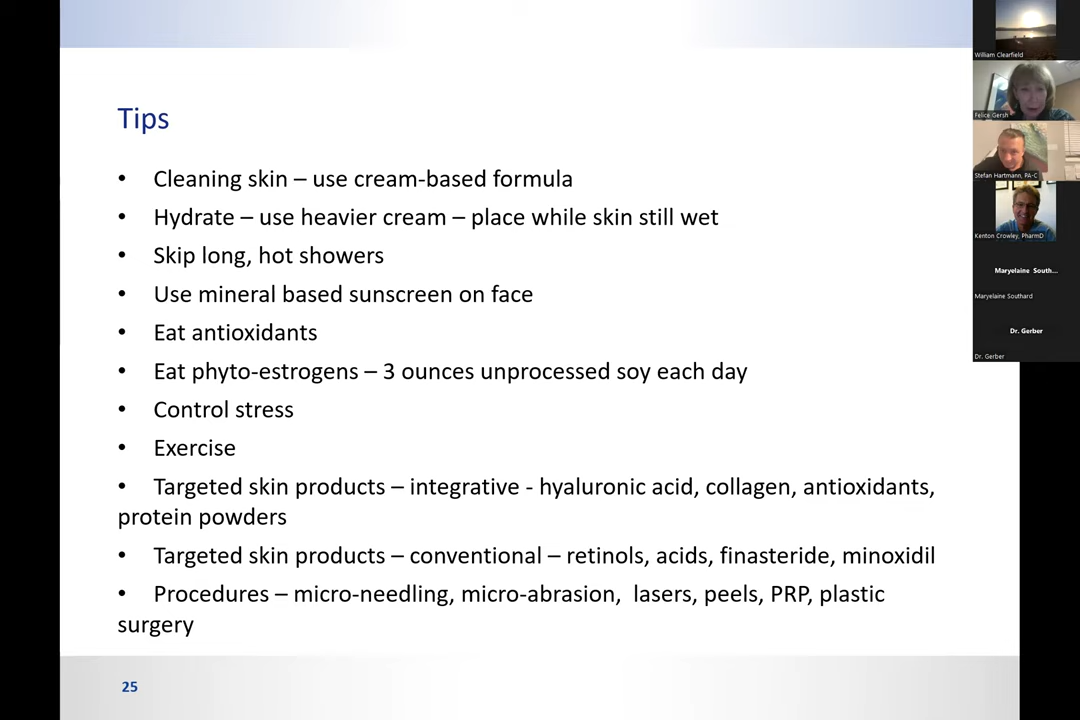 Tips
• Cleaning skin – use cream-based formula
• Hydrate – use heavier cream – place while skin still wet
• Skip long, hot showers
• Use mineral based sunscreen on face
• Eat antioxidants
• Eat phyto-estrogens – 3 ounces unprocessed soy each day
• Control stress
• Exercise
• Targeted skin products – integrative - hyaluronic acid, collagen, antioxidants,
protein powders
• Targeted skin products – conventional – retinols, acids, finasteride, minoxidil
• Procedures – micro-needling, micro-abrasion,  lasers, peels, PRP, plastic
surgery
25
William Clearfield
Felice Gersh
Stefan Hartmann, PA-C
Kenton Crowley, PharmD
Maryelaine South...
Maryelaine Southard
Dr. Gerber
Dr. Gerber